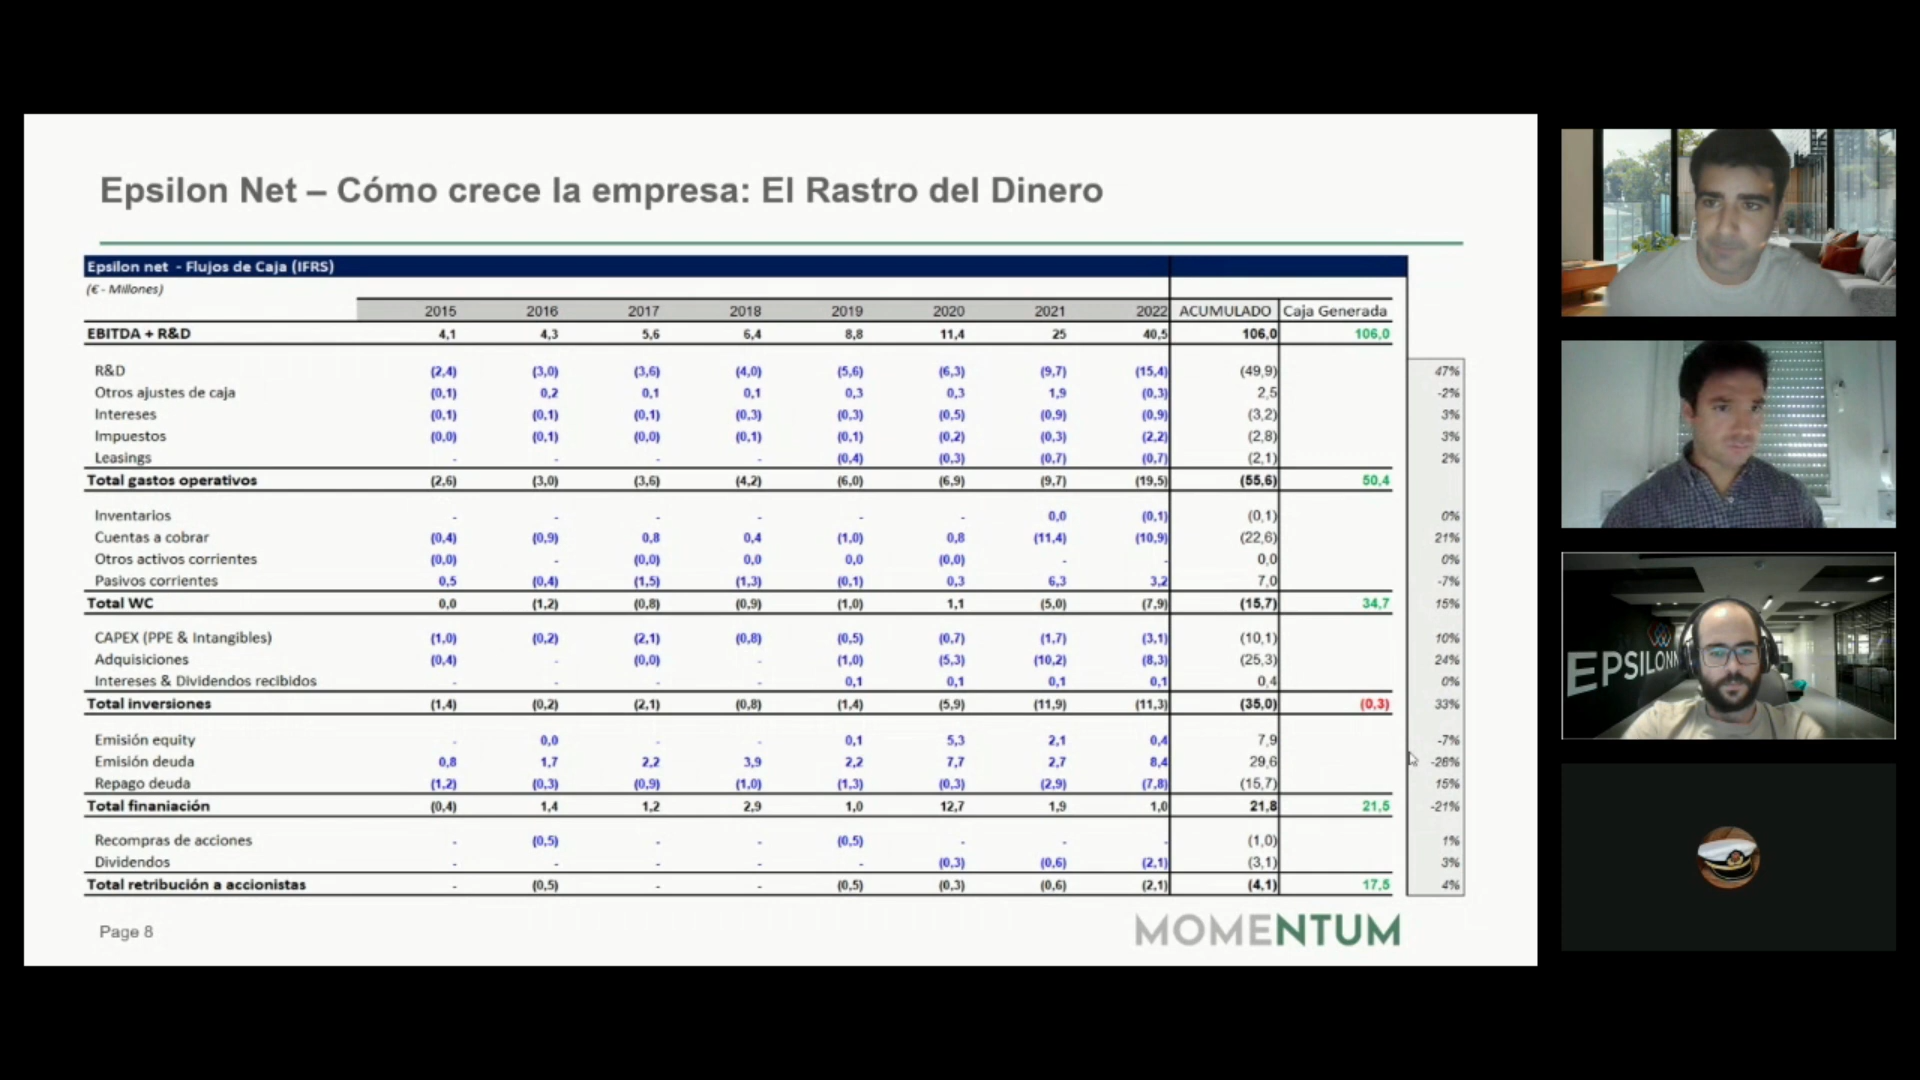 Epsilon Net – Cómo crece la empresa: El Rastro del Dinero
Epsilon net - Flujos de Caja (IFRS)
(€ - Millones)
2015 2016 2017 2018 2019 2020 2021 2022 ACUMULADO Caja Generada
EBITDA + R&D 4,1 4,3 5,6 6,4 8,8 11,4 25 40,5 106,0 106,0
R&D (2,4) (3,0) (3,6) (4,0) (5,6) (6,3) (9,7) (15,4) (49,9) 47%
Otros ajustes de caja (0,1) 0,2 0,1 0,1 0,3 0,3 1,9 (0,3) 2,5 -2%
Intereses (0,1) (0,1) (0,1) (0,3) (0,3) (0,5) (0,9) (0,9) (3,2) 3%
Impuestos (0,0) (0,1) (0,0) (0,1) (0,1) (0,2) (0,3) (2,2) (2,8) 3%
Leasings - - - - (0,4) (0,3) (0,7) (0,7) (2,1) 2%
Total gastos operativos (2,6) (3,0) (3,6) (4,2) (6,0) (6,9) (9,7) (19,5) (55,6) 50,4
Inventarios - - - - - - 0,0 (0,1) (0,1) 0%
Cuentas a cobrar (0,4) (0,9) 0,8 0,4 (1,0) 0,8 (11,4) (10,9) (22,6) 21%
Otros activos corrientes (0,0) - (0,0) 0,0 0,0 (0,0) - - 0,0 0%
Pasivos corrientes 0,5 (0,4) (1,5) (1,3) (0,1) 0,3 6,3 3,2 7,0 -7%
Total WC 0,0 (1,2) (0,8) (0,9) (1,0) 1,1 (5,0) (7,9) (15,7) 34,7 15%
CAPEX (PPE & Intangibles) (1,0) (0,2) (2,1) (0,8) (0,5) (0,7) (1,7) (3,1) (10,1) 10%
Adquisiciones (0,4) - (0,0) - (1,0) (5,3) (10,2) (8,3) (25,3) 24%
Intereses & Dividendos recibidos - - - - 0,1 0,1 0,1 0,1 0,4 0%
Total inversiones (1,4) (0,2) (2,1) (0,8) (1,4) (5,9) (11,9) (11,3) (35,0) (0,3) 33%
Emisión equity - 0,0 - - 0,1 5,3 2,1 0,4 7,9 -7%
Emisión deuda 0,8 1,7 2,2 3,9 2,2 7,7 2,7 8,4 29,6 -28%
Repago deuda (1,2) (0,3) (0,9) (1,0) (1,3) (0,3) (2,9) (7,8) (15,7) 15%
Total finaniación (0,4) 1,4 1,2 2,9 1,0 12,7 1,9 1,0 21,8 21,5 -21%
Recompras de acciones - (0,5) - - (0,5) - - - (1,0) 1%
Dividendos - - - - - (0,3) (0,6) (2,1) (3,1) 3%
Total retribución a accionistas - (0,5) - - (0,5) (0,3) (0,6) (2,1) (4,1) 17,5 4%
Page 8
MOMENTUM
EPSILONN